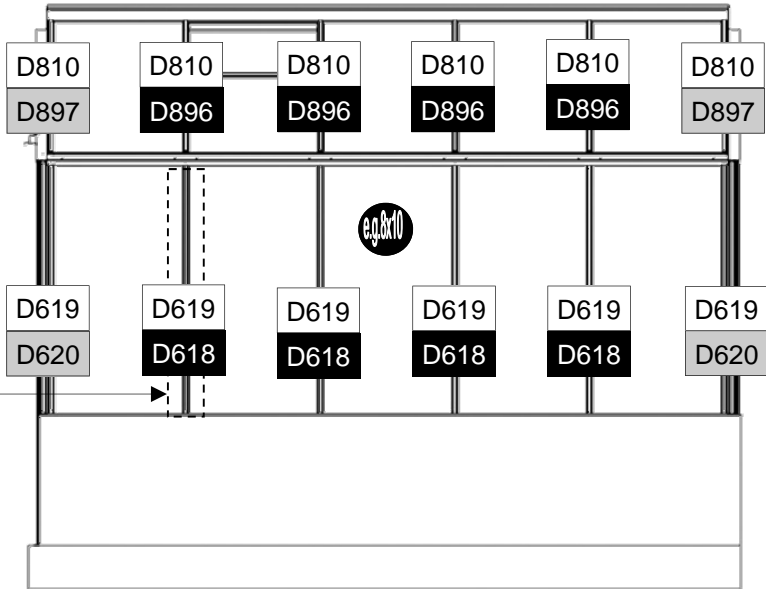 D810 D810 D810 D810 D810 D810
D897 D896 D896 D896 D896 D897
e.g.8x10
D619 D619 D619 D619 D619 D619
D620 D618 D618 D618 D618 D620